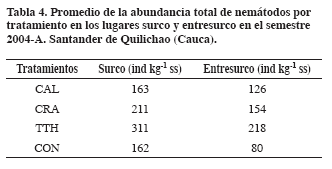 Tabla 4. Promedio de la abundancia total de nemátodos por
tratamiento en los lugares surco y entresurco en el semestre
2004-A. Santander de Quilichao (Cauca).
Tratamientos Surco (ind kg-1 ss) Entresurco (ind kg-1 ss)
CAL 163 126
CRA 211 154
TTH 311 218
CON 162 80